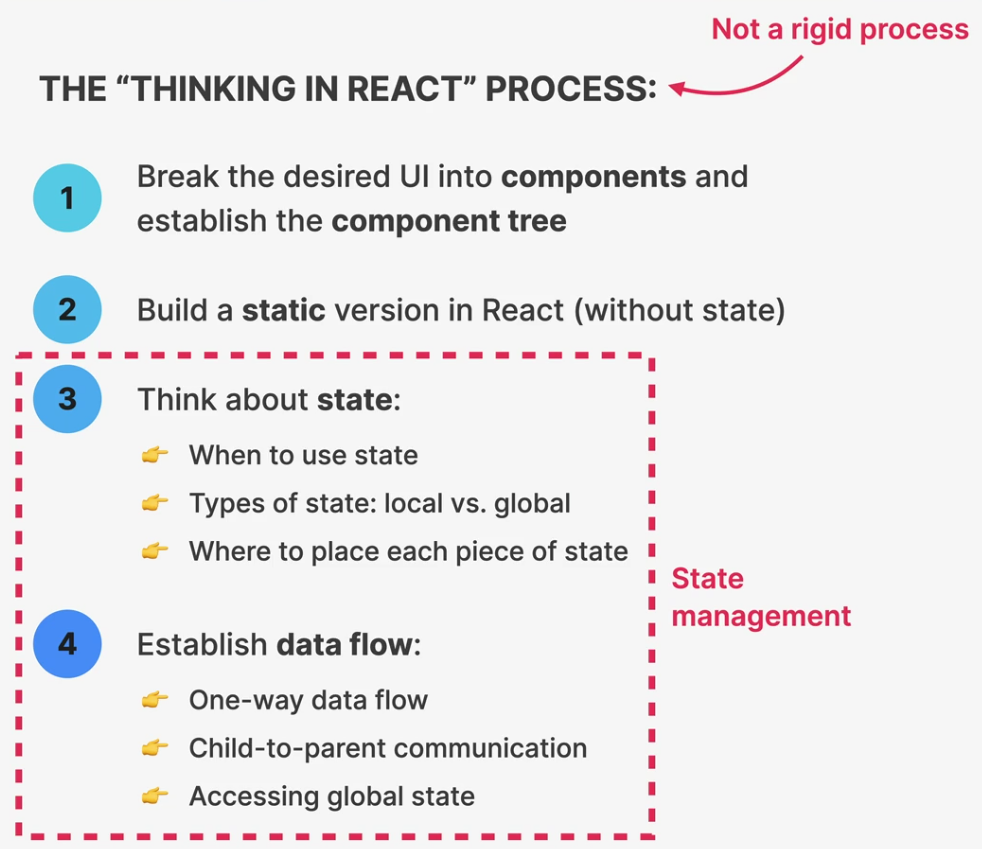 Not a rigid process
THE “THINKING IN REACT” PROCESS:
1
Break the desired UI into components and
establish the component tree
2
Build a static version in React (without state)
3
Think about state:
👉 When to use state
👉 Types of state: local vs. global
👉 Where to place each piece of state
State
management
4
Establish data flow:
👉 One-way data flow
👉 Child-to-parent communication
👉 Accessing global state